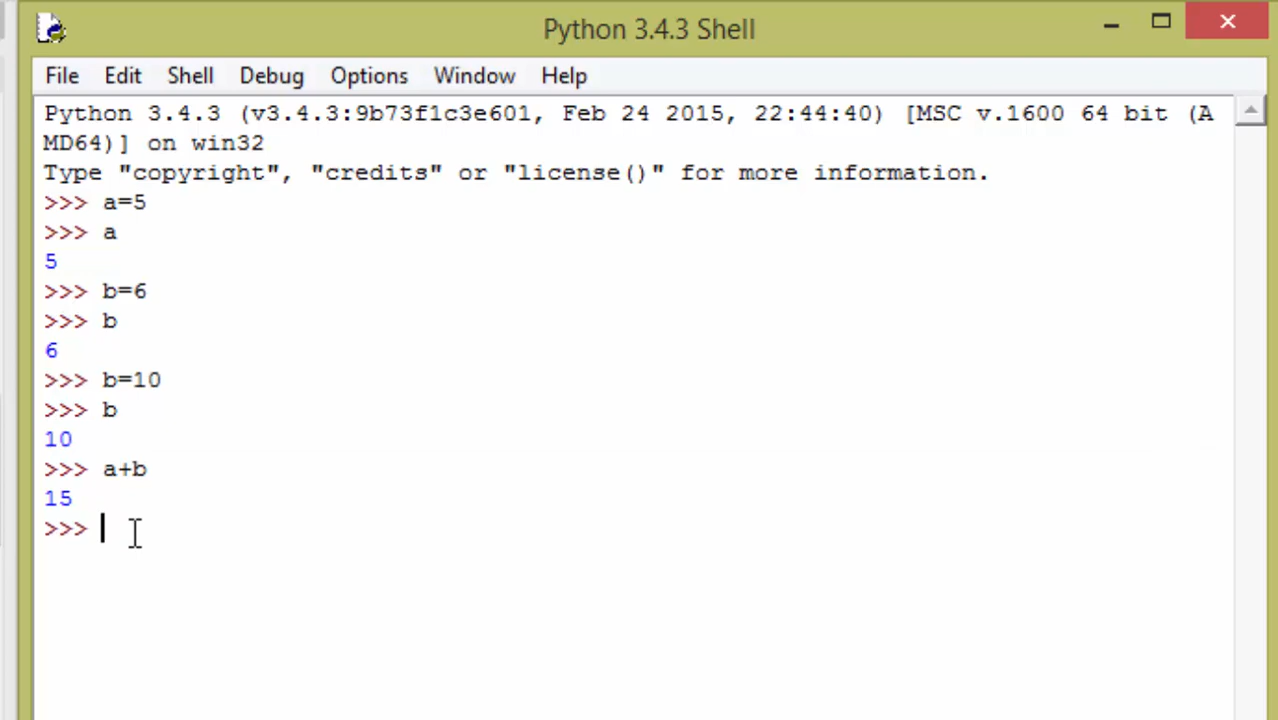 Python 3.4.3 Shell
File Edit Shell Debug Options Window Help
Python 3.4.3 (v3.4.3:9b73f1c3e601, Feb 24 2015, 22:44:40) [MSC v.1600 64 bit (A
MD64)] on win32
Type "copyright", "credits" or "license()" for more information.
>>> a=5
>>> a
5
>>> b=6
>>> b
6
>>> b=10
>>> b
10
>>> a+b
15
>>>